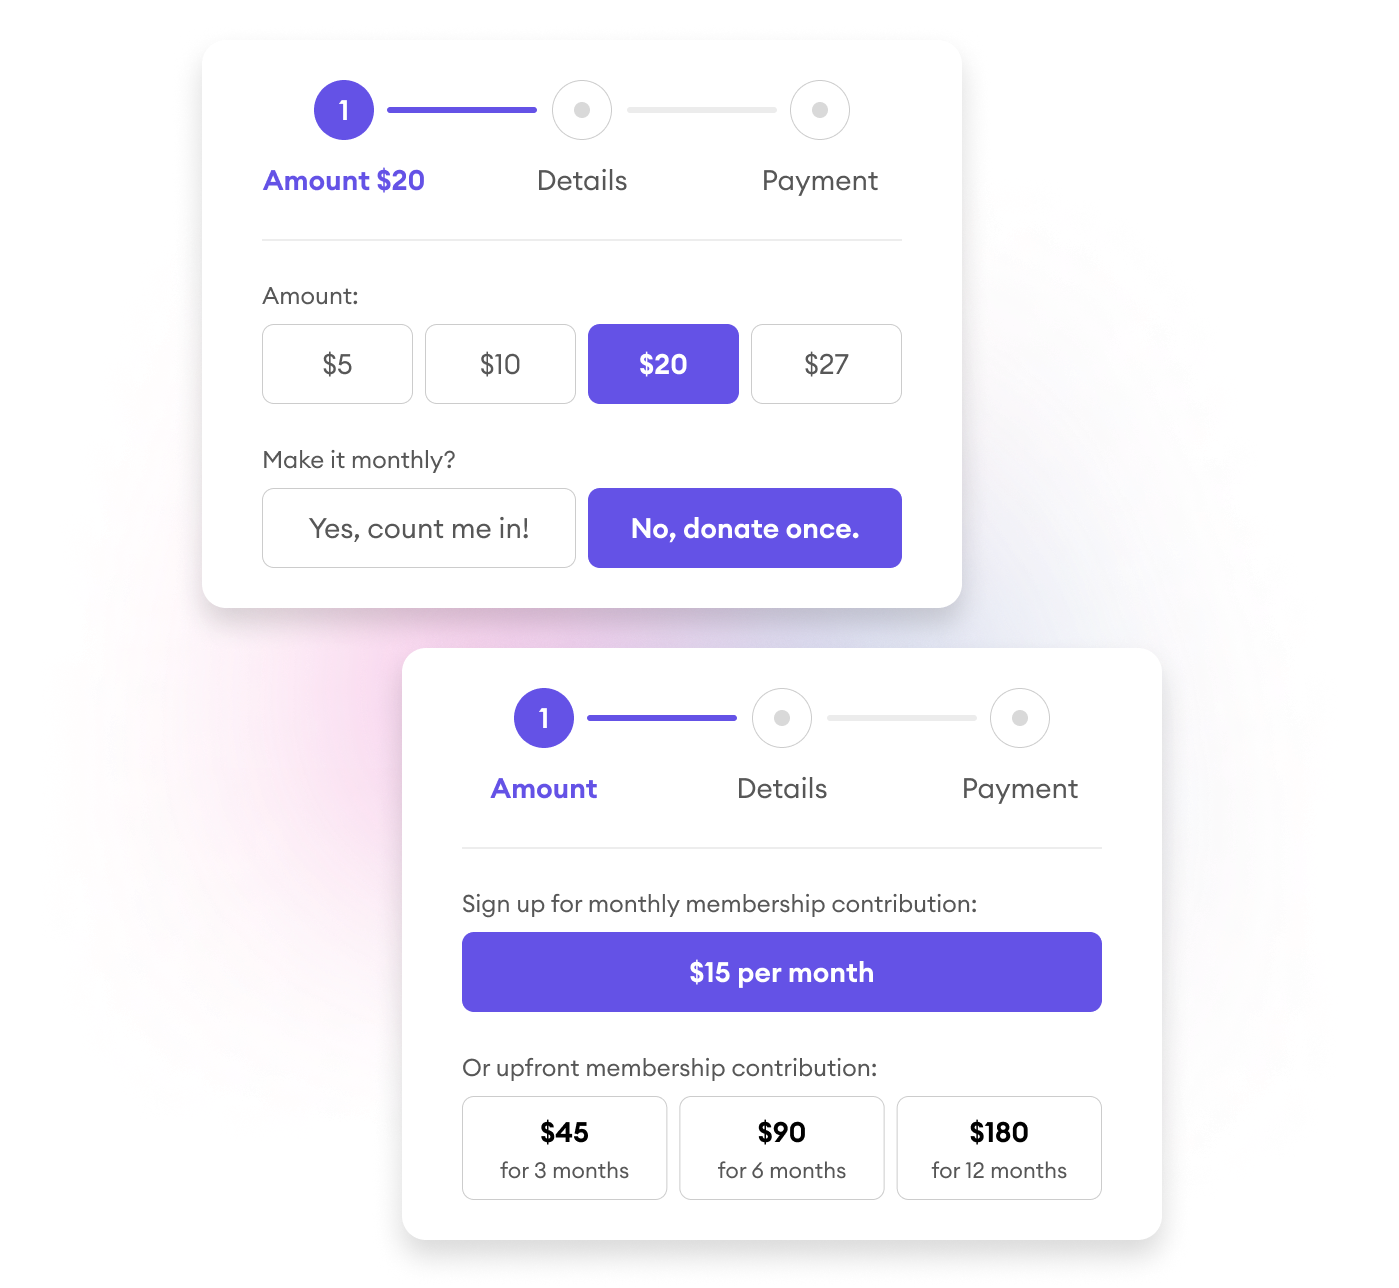 1
Amount $20 Details Payment
Amount:
$5 $10 $20 $27
Make it monthly?
Yes, count me in! No, donate once.
1
Amount Details Payment
Sign up for monthly membership contribution:
$15 per month
Or upfront membership contribution:
$45 $90 $180
for 3 months for 6 months for 12 months